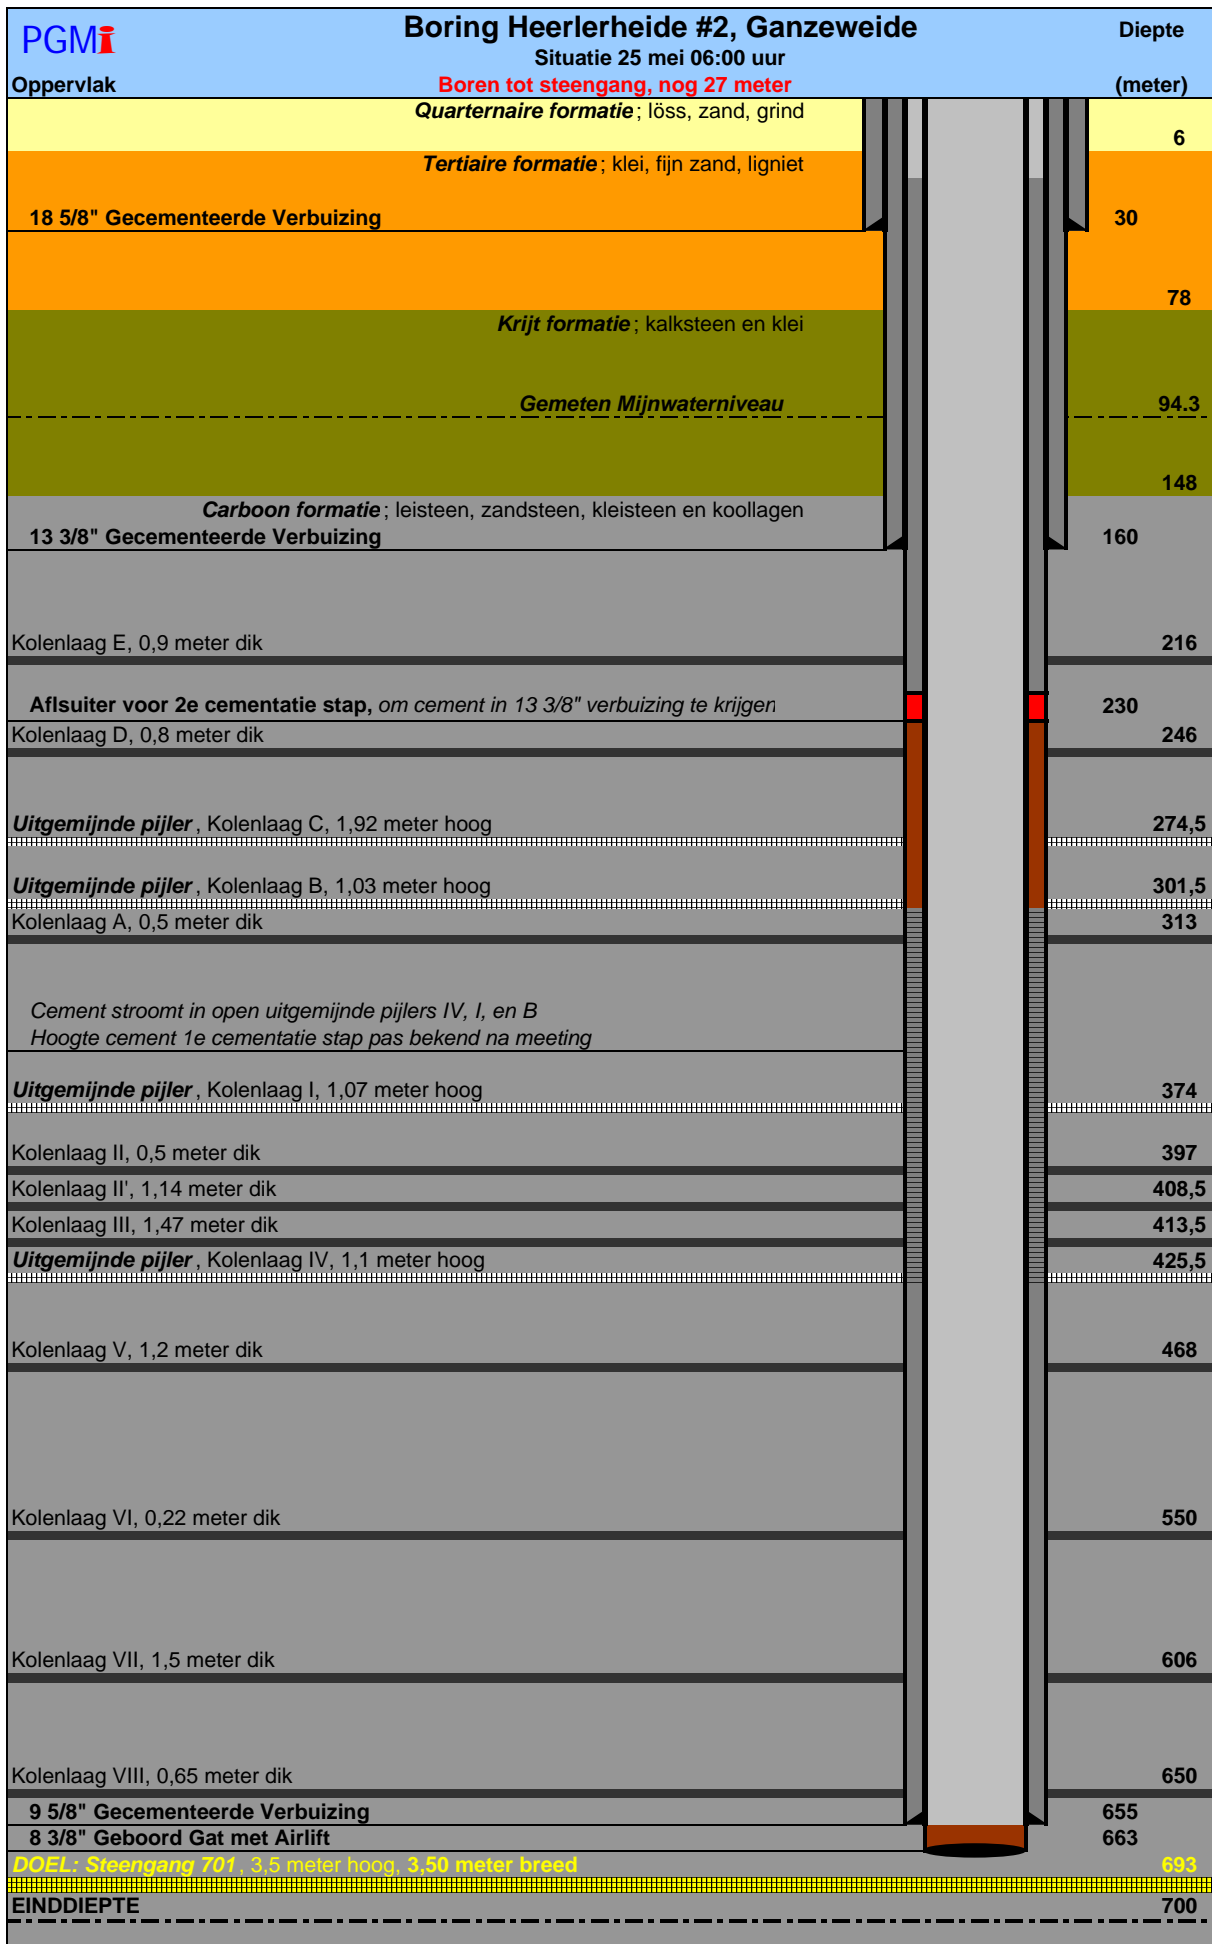 PGMi
Boring Heerlerheide #2, Ganzeweide
Diepte
Situatie 25 mei 06:00 uur
Oppervlak
Boren tot steengang, nog 27 meter
(meter)
Quarternaire formatie; löss, zand, grind
6
Tertiaire formatie; klei, fijn zand, ligniet
18 5/8" Gecementeerde Verbuizing 30
78
Krijt formatie; kalksteen en klei
Gemeten Mijnwaterniveau 94.3
148
Carboon formatie; leisteen, zandsteen, kleisteen en koollagen
13 3/8" Gecementeerde Verbuizing 160
Kolenlaag E, 0,9 meter dik 216
Aflsuiter voor 2e cementatie stap, om cement in 13 3/8" verbuizing te krijgen 230
Kolenlaag D, 0,8 meter dik 246
Uitgemijnde pijler, Kolenlaag C, 1,92 meter hoog 274,5
Uitgemijnde pijler, Kolenlaag B, 1,03 meter hoog 301,5
Kolenlaag A, 0,5 meter dik 313
Cement stroomt in open uitgemijnde pijlers IV, I, en B
Hoogte cement 1e cementatie stap pas bekend na meeting
Uitgemijnde pijler, Kolenlaag I, 1,07 meter hoog 374
Kolenlaag II, 0,5 meter dik 397
Kolenlaag II', 1,14 meter dik 408,5
Kolenlaag III, 1,47 meter dik 413,5
Uitgemijnde pijler, Kolenlaag IV, 1,1 meter hoog 425,5
Kolenlaag V, 1,2 meter dik 468
Kolenlaag VI, 0,22 meter dik 550
Kolenlaag VII, 1,5 meter dik 606
Kolenlaag VIII, 0,65 meter dik 650
9 5/8" Gecementeerde Verbuizing 655
8 3/8" Geboord Gat met Airlift 663
DOEL: Steengang 701, 3,5 meter hoog, 3,50 meter breed 693
EINDDIEPTE 700